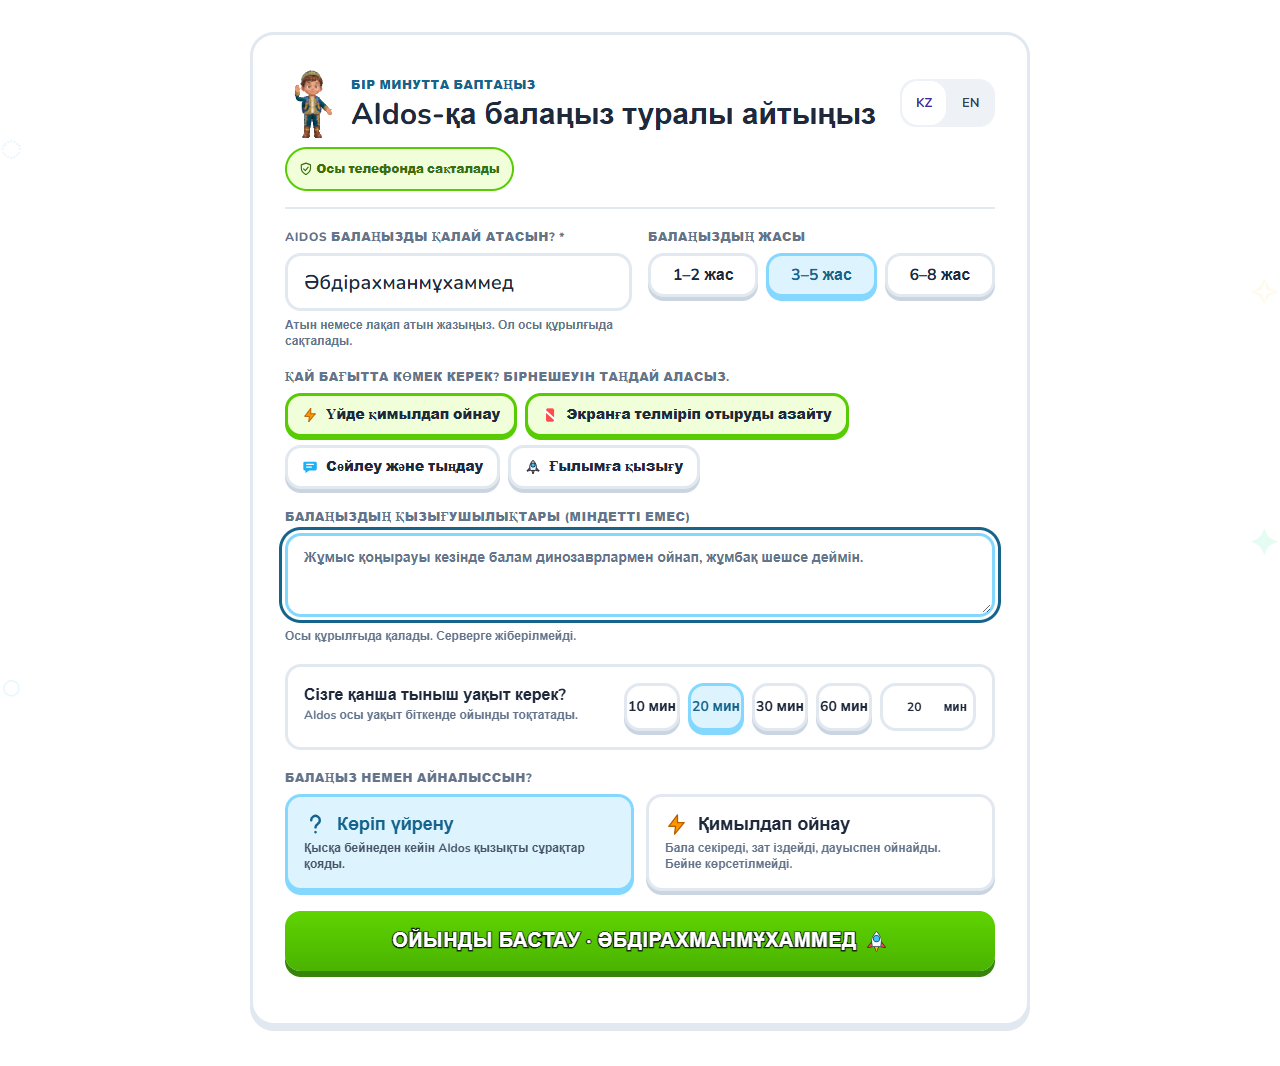 БІР МИНУТТА БАПТАҢЫЗ
Aldos-қа балаңыз туралы айтыңыз
KZ EN
Осы телефонда сақталады
AIDOS БАЛАҢЫЗДЫ ҚАЛАЙ АТАСЫН? *
Әбдірахманмұхаммед
Атын немесе лақап атын жазыңыз. Ол осы құрылғыда
сақталады.
БАЛАҢЫЗДЫҢ ЖАСЫ
1–2 жас 3–5 жас 6–8 жас
ҚАЙ БАҒЫТТА КӨМЕК КЕРЕК? БІРНЕШЕУІН ТАҢДАЙ АЛАСЫЗ.
Үйде қимылдап ойнау Экранға телміріп отыруды азайту
Сөйлеу және тыңдау Ғылымға қызығу
БАЛАҢЫЗДЫҢ ҚЫЗЫҒУШЫЛЫҚТАРЫ (МІНДЕТТІ ЕМЕС)
Жұмыс қоңырауы кезінде балам динозаврлармен ойнап, жұмбақ шешсе деймін.
Осы құрылғыда қалады. Серверге жіберілмейді.
Сізге қанша тыныш уақыт керек?
Aldos осы уақыт біткенде ойынды тоқтатады.
10 мин 20 мин 30 мин 60 мин 20 мин
БАЛАҢЫЗ НЕМЕН АЙНАЛЫССЫН?
Көріп үйрену
Қысқа бейнеден кейін Aldos қызықты сұрақтар
қояды.
Қимылдап ойнау
Бала секіреді, зат іздейді, дауыспен ойнайды.
Бейне көрсетілмейді.
ОЙЫНДЫ БАСТАУ · ӘБДІРАХМАНМҰХАММЕД